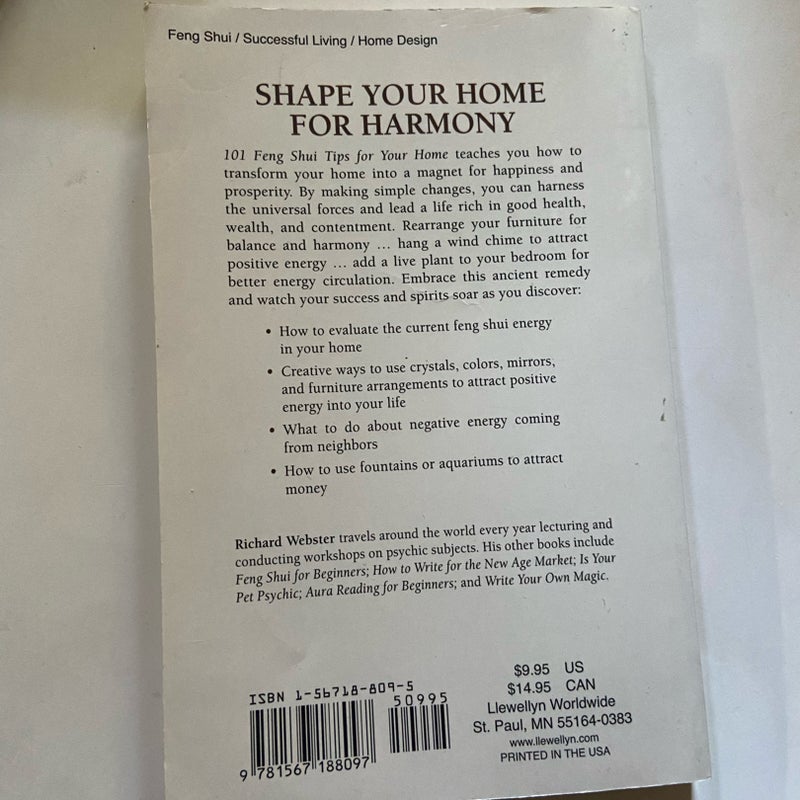 Feng Shui / Successful Living / Home Design
SHAPE YOUR HOME
FOR HARMONY
101 Feng Shui Tips for Your Home teaches you how to
transform your home into a magnet for happiness and
prosperity. By making simple changes, you can harness
the universal forces and lead a life rich in good health,
wealth, and contentment. Rearrange your furniture for
balance and harmony ... hang a wind chime to attract
positive energy ... add a live plant to your bedroom for
better energy circulation. Embrace this ancient remedy
and watch your success and spirits soar as you discover:
• How to evaluate the current feng shui energy
in your home
• Creative ways to use crystals, colors, mirrors,
and furniture arrangements to attract positive
energy into your life
• What to do about negative energy coming
from neighbors
• How to use fountains or aquariums to attract
money
Richard Webster travels around the world every year lecturing and
conducting workshops on psychic subjects. His other books include
Feng Shui for Beginners; How to Write for the New Age Market; Is Your
Pet Psychic; Aura Reading for Beginners; and Write Your Own Magic.
ISBN 1-56718-809-5
50995
9 781567 188097
$9.95 US
$14.95 CAN
Llewellyn Worldwide
St. Paul, MN 55164-0383
www.llewellyn.com
PRINTED IN THE USA